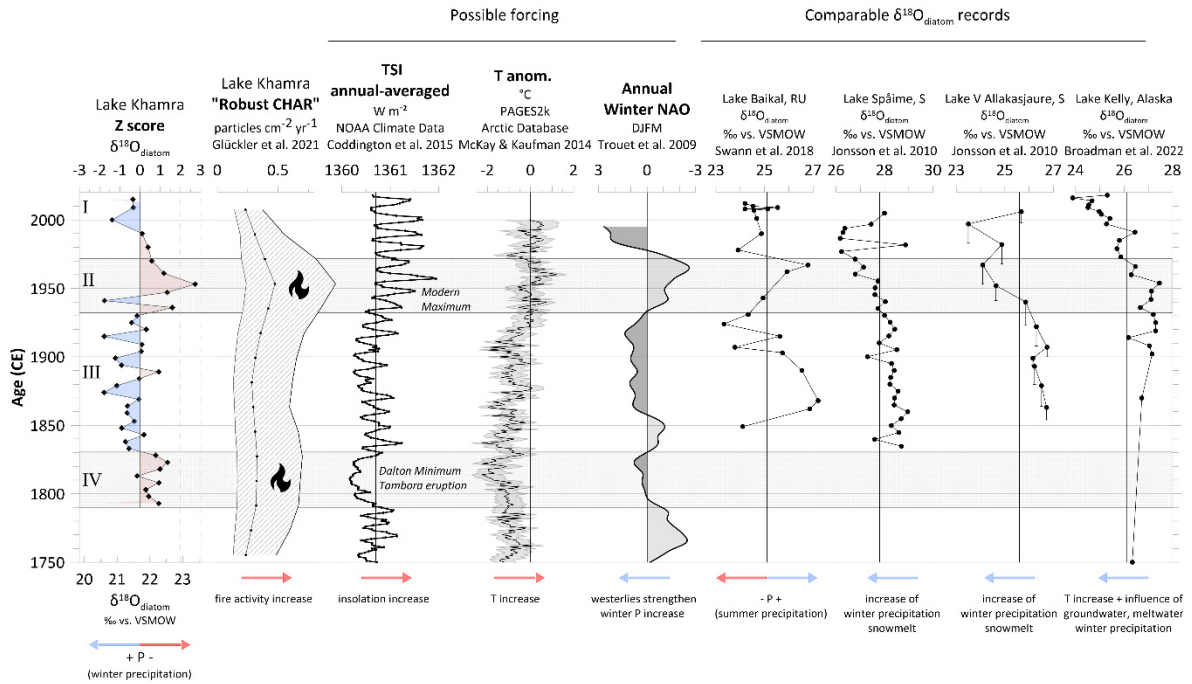 Possible forcing
Comparable δ18Odiatom records
Lake Khamra
Z score
δ18Odiatom
-3 -2 -1 0 1 2 3
Lake Khamra
"Robust CHAR"
particles cm-2 yr-1
Glückler et al. 2021
0 0.5 1
TSI
annual-averaged
W m-2
NOAA Climate Data
Coddington et al. 2015
1360 1361 1362
T anom.
°C
PAGES2k
Arctic Database
McKay & Kaufman 2014
-2 0 2
Annual
Winter NAO
DJFM
Trouet et al. 2009
3 0 -3
Lake Baikal, RU
δ18Odiatom
‰ vs. VSMOW
Swann et al. 2018
23 25 27
Lake Spåime, S
δ18Odiatom
‰ vs. VSMOW
Jonsson et al. 2010
26 28 30
Lake V Allakasjaure, S
δ18Odiatom
‰ vs. VSMOW
Jonsson et al. 2010
23 25 27
Lake Kelly, Alaska
δ18Odiatom
‰ vs. VSMOW
Broadman et al. 2022
24 26 28
Age (CE)
2000
1950
1900
1850
1800
1750
I
II
III
IV
Modern
Maximum
Dalton Minimum
Tambora eruption
20 21 22 23
δ18Odiatom
‰ vs. VSMOW
+ P -
(winter precipitation)
fire activity increase
insolation increase
T increase
westerlies strengthen
winter P increase
- P +
(summer precipitation)
increase of
winter precipitation
snowmelt
increase of
winter precipitation
snowmelt
T increase + influence of
groundwater, meltwater
winter precipitation